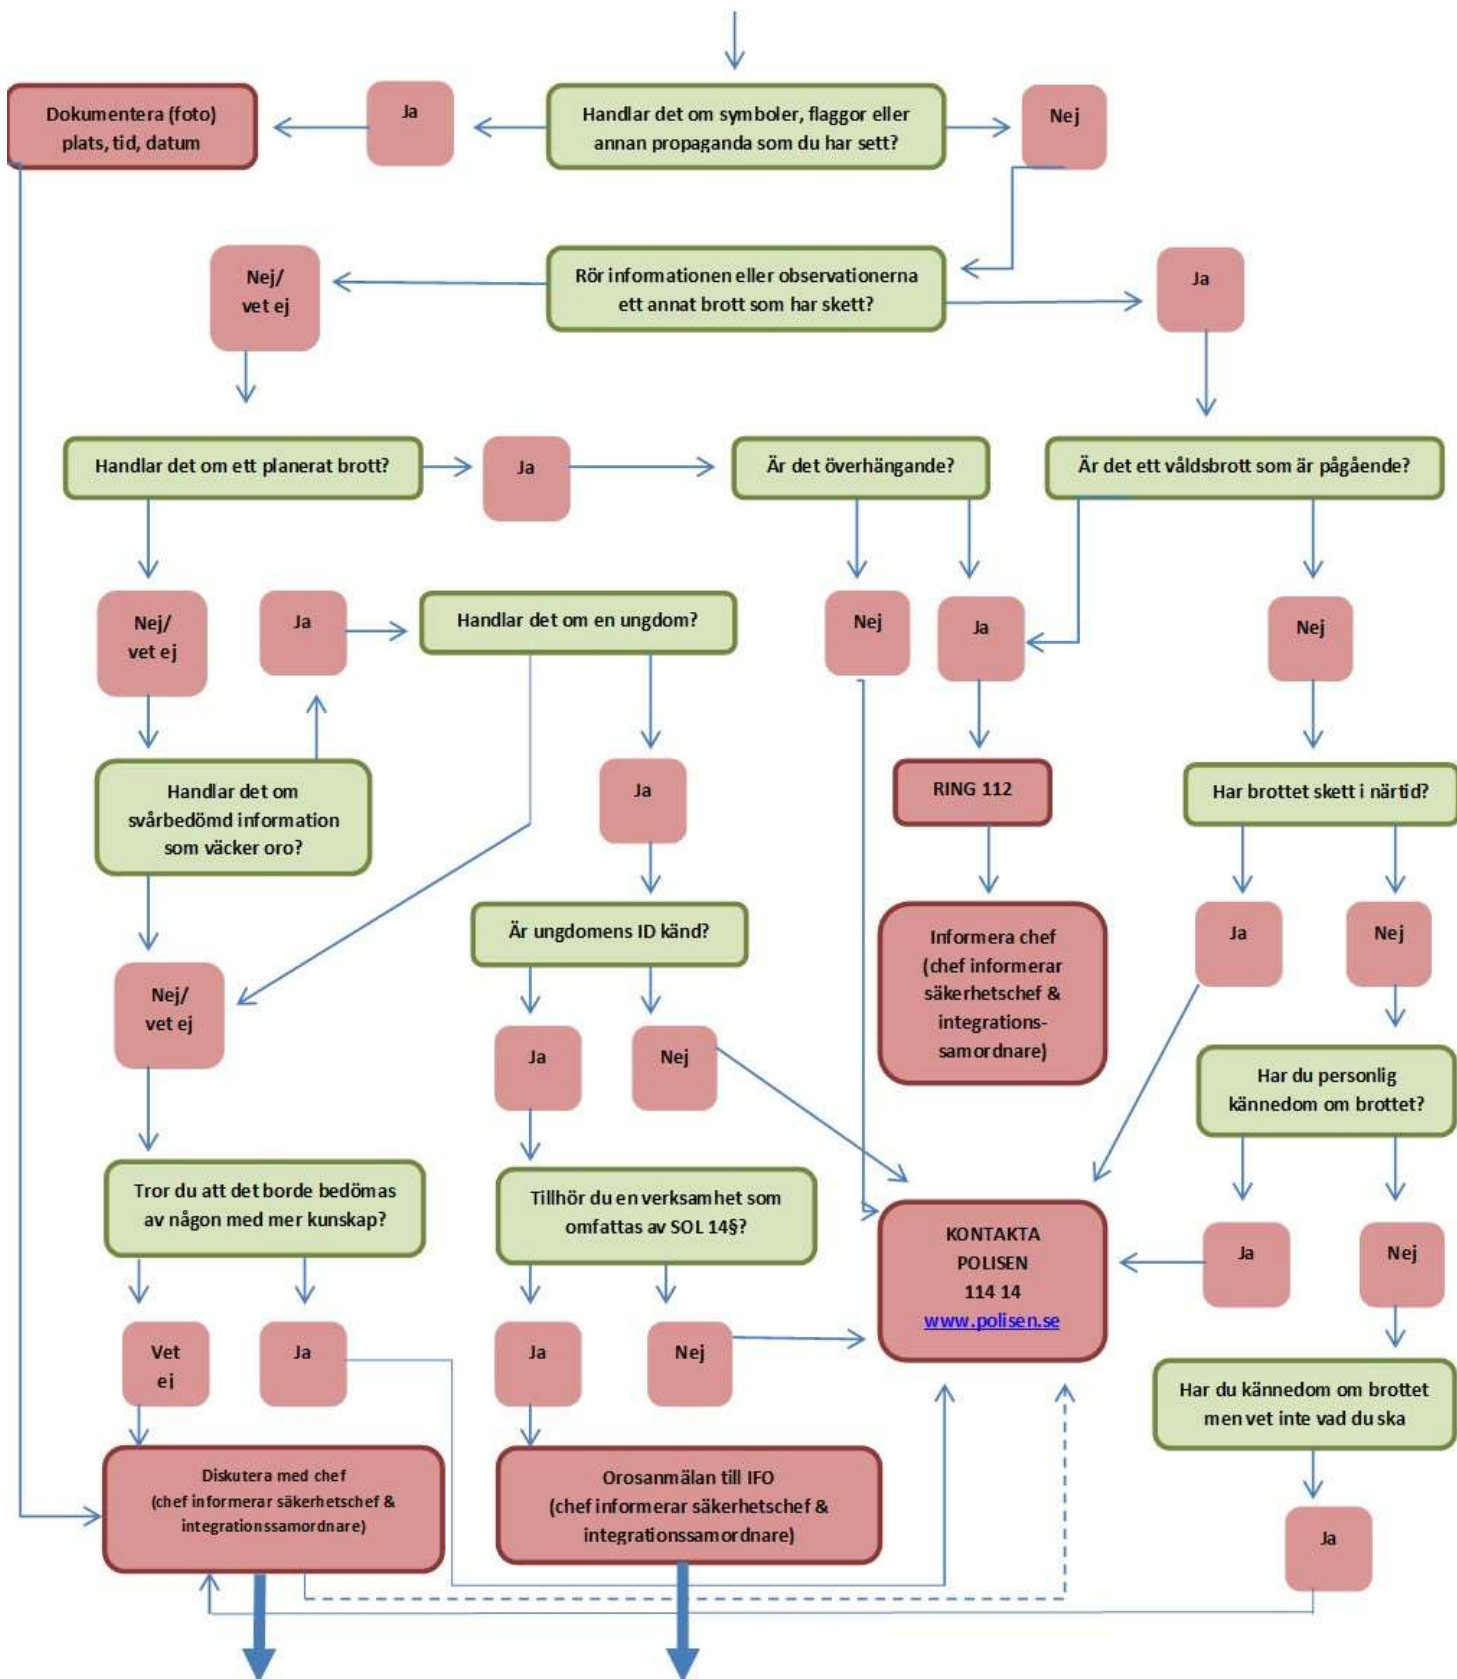 Dokumentera (foto)
plats, tid, datum
Ja
Handlar det om symboler, flaggor eller
annan propaganda som du har sett?
Nej
Nej/
vet ej
Rör informationen eller observationerna
ett annat brott som har skett?
Ja
Handlar det om ett planerat brott?
Ja
Är det överhängande?
Är det ett våldsbrott som är pågående?
Nej/
vet ej
Ja
Handlar det om en ungdom?
Nej
Ja
Nej
Handlar det om
svårbedömd information
som väcker oro?
Ja
RING 112
Har brottet skett i närtid?
Är ungdomens ID känd?
Informera chef
(chef informerar
säkerhetschef &
integrations-
samordnare)
Ja
Nej
Nej/
vet ej
Ja
Nej
Har du personlig
kännedom om brottet?
Tror du att det borde bedömas
av någon med mer kunskap?
Tillhör du en verksamhet som
omfattas av SOL 14§?
KONTAKTA
POLISEN
114 14
www.polisen.se
Ja
Nej
Vet
ej
Ja
Ja
Nej
Har du kännedom om brottet
men vet inte vad du ska
Diskutera med chef
(chef informerar säkerhetschef &
integrationssamordnare)
Orosanmälan till IFO
(chef informerar säkerhetschef &
integrationssamordnare)
Ja